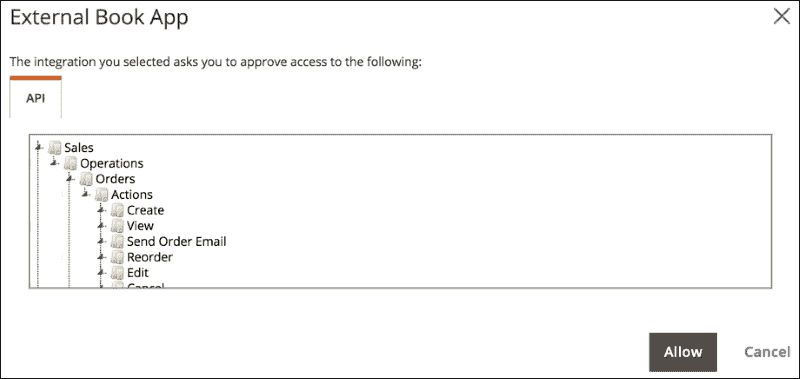 External Book App
The integration you selected asks you to approve access to the following:
API
Sales
Operations
Orders
Actions
Create
View
Send Order Email
Reorder
Edit
Cancel
Allow
Cancel